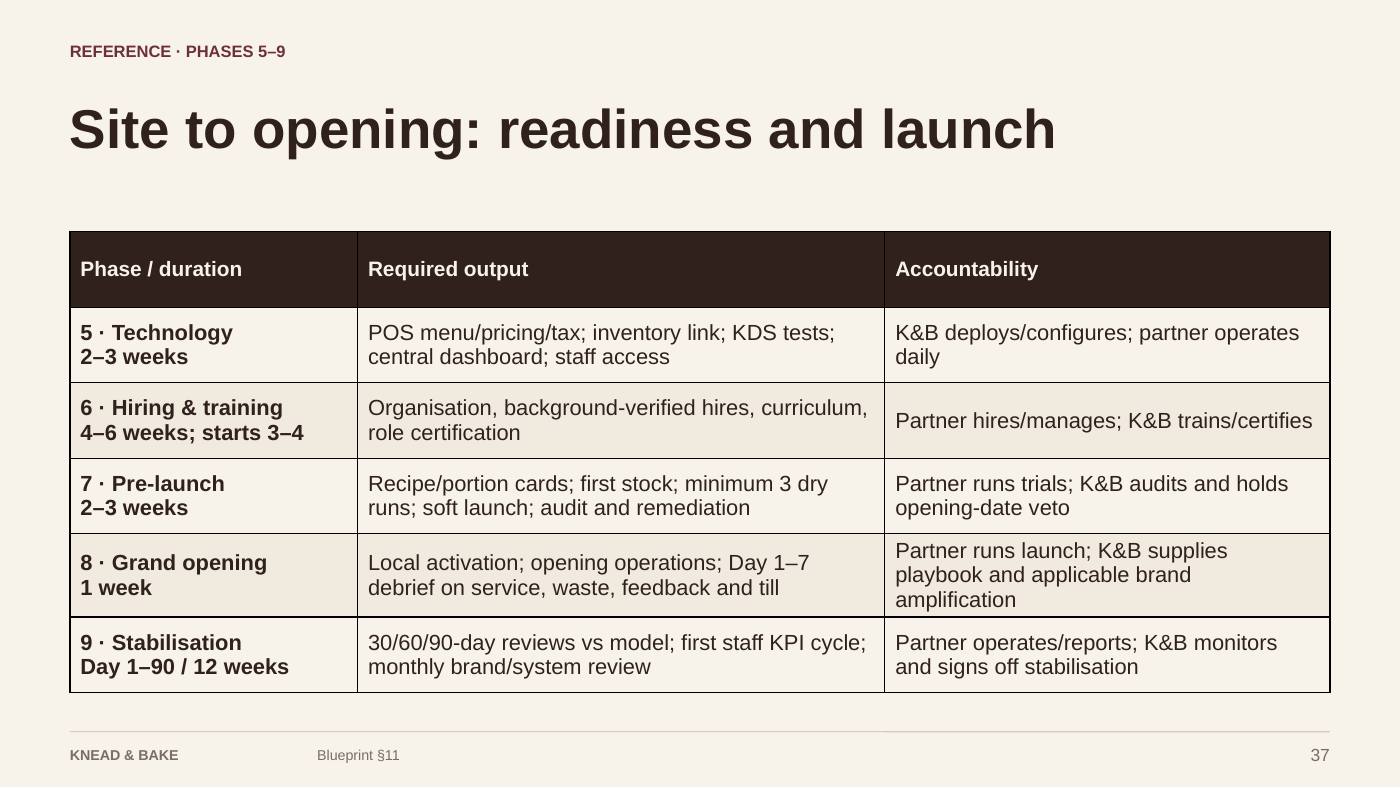 REFERENCE · PHASES 5–9
Site to opening: readiness and launch
Phase / duration
Required output
Accountability
5 · Technology
2–3 weeks
POS menu/pricing/tax; inventory link; KDS tests;
central dashboard; staff access
K&B deploys/configures; partner operates
daily
6 · Hiring & training
4–6 weeks; starts 3–4
Organisation, background-verified hires, curriculum,
role certification
Partner hires/manages; K&B trains/certifies
7 · Pre-launch
2–3 weeks
Recipe/portion cards; first stock; minimum 3 dry
runs; soft launch; audit and remediation
Partner runs trials; K&B audits and holds
opening-date veto
8 · Grand opening
1 week
Local activation; opening operations; Day 1–7
debrief on service, waste, feedback and till
Partner runs launch; K&B supplies
playbook and applicable brand
amplification
9 · Stabilisation
Day 1–90 / 12 weeks
30/60/90-day reviews vs model; first staff KPI cycle;
monthly brand/system review
Partner operates/reports; K&B monitors
and signs off stabilisation
KNEAD & BAKE
Blueprint §11
37